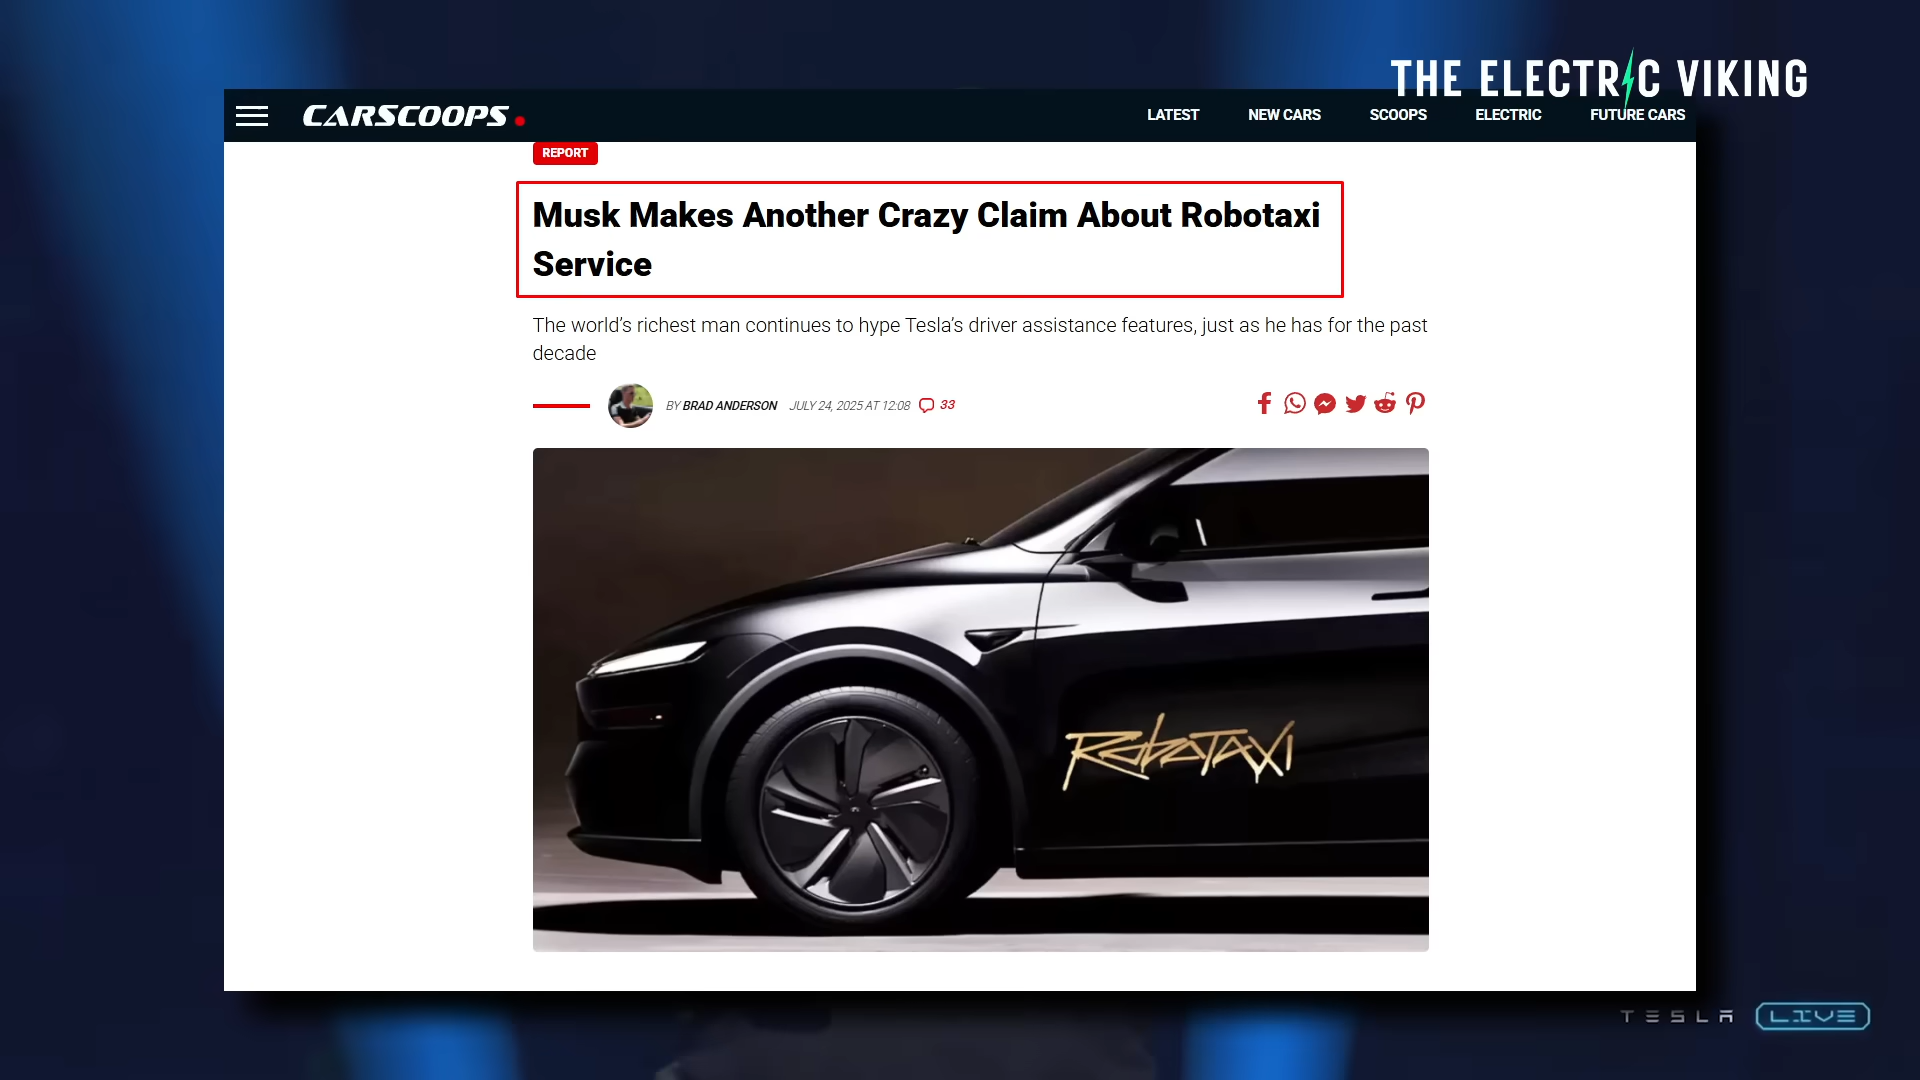 THE ELECTRIC VIKING
CARSCOOPS.
LATEST
NEW CARS
SCOOPS
ELECTRIC
FUTURE CARS
REPORT
Musk Makes Another Crazy Claim About Robotaxi
Service
The world’s richest man continues to hype Tesla’s driver assistance features, just as he has for the past
decade
BY BRAD ANDERSON JULY 24, 2025 AT 12:08 33
ROBOTAXI
TESLA LIVE